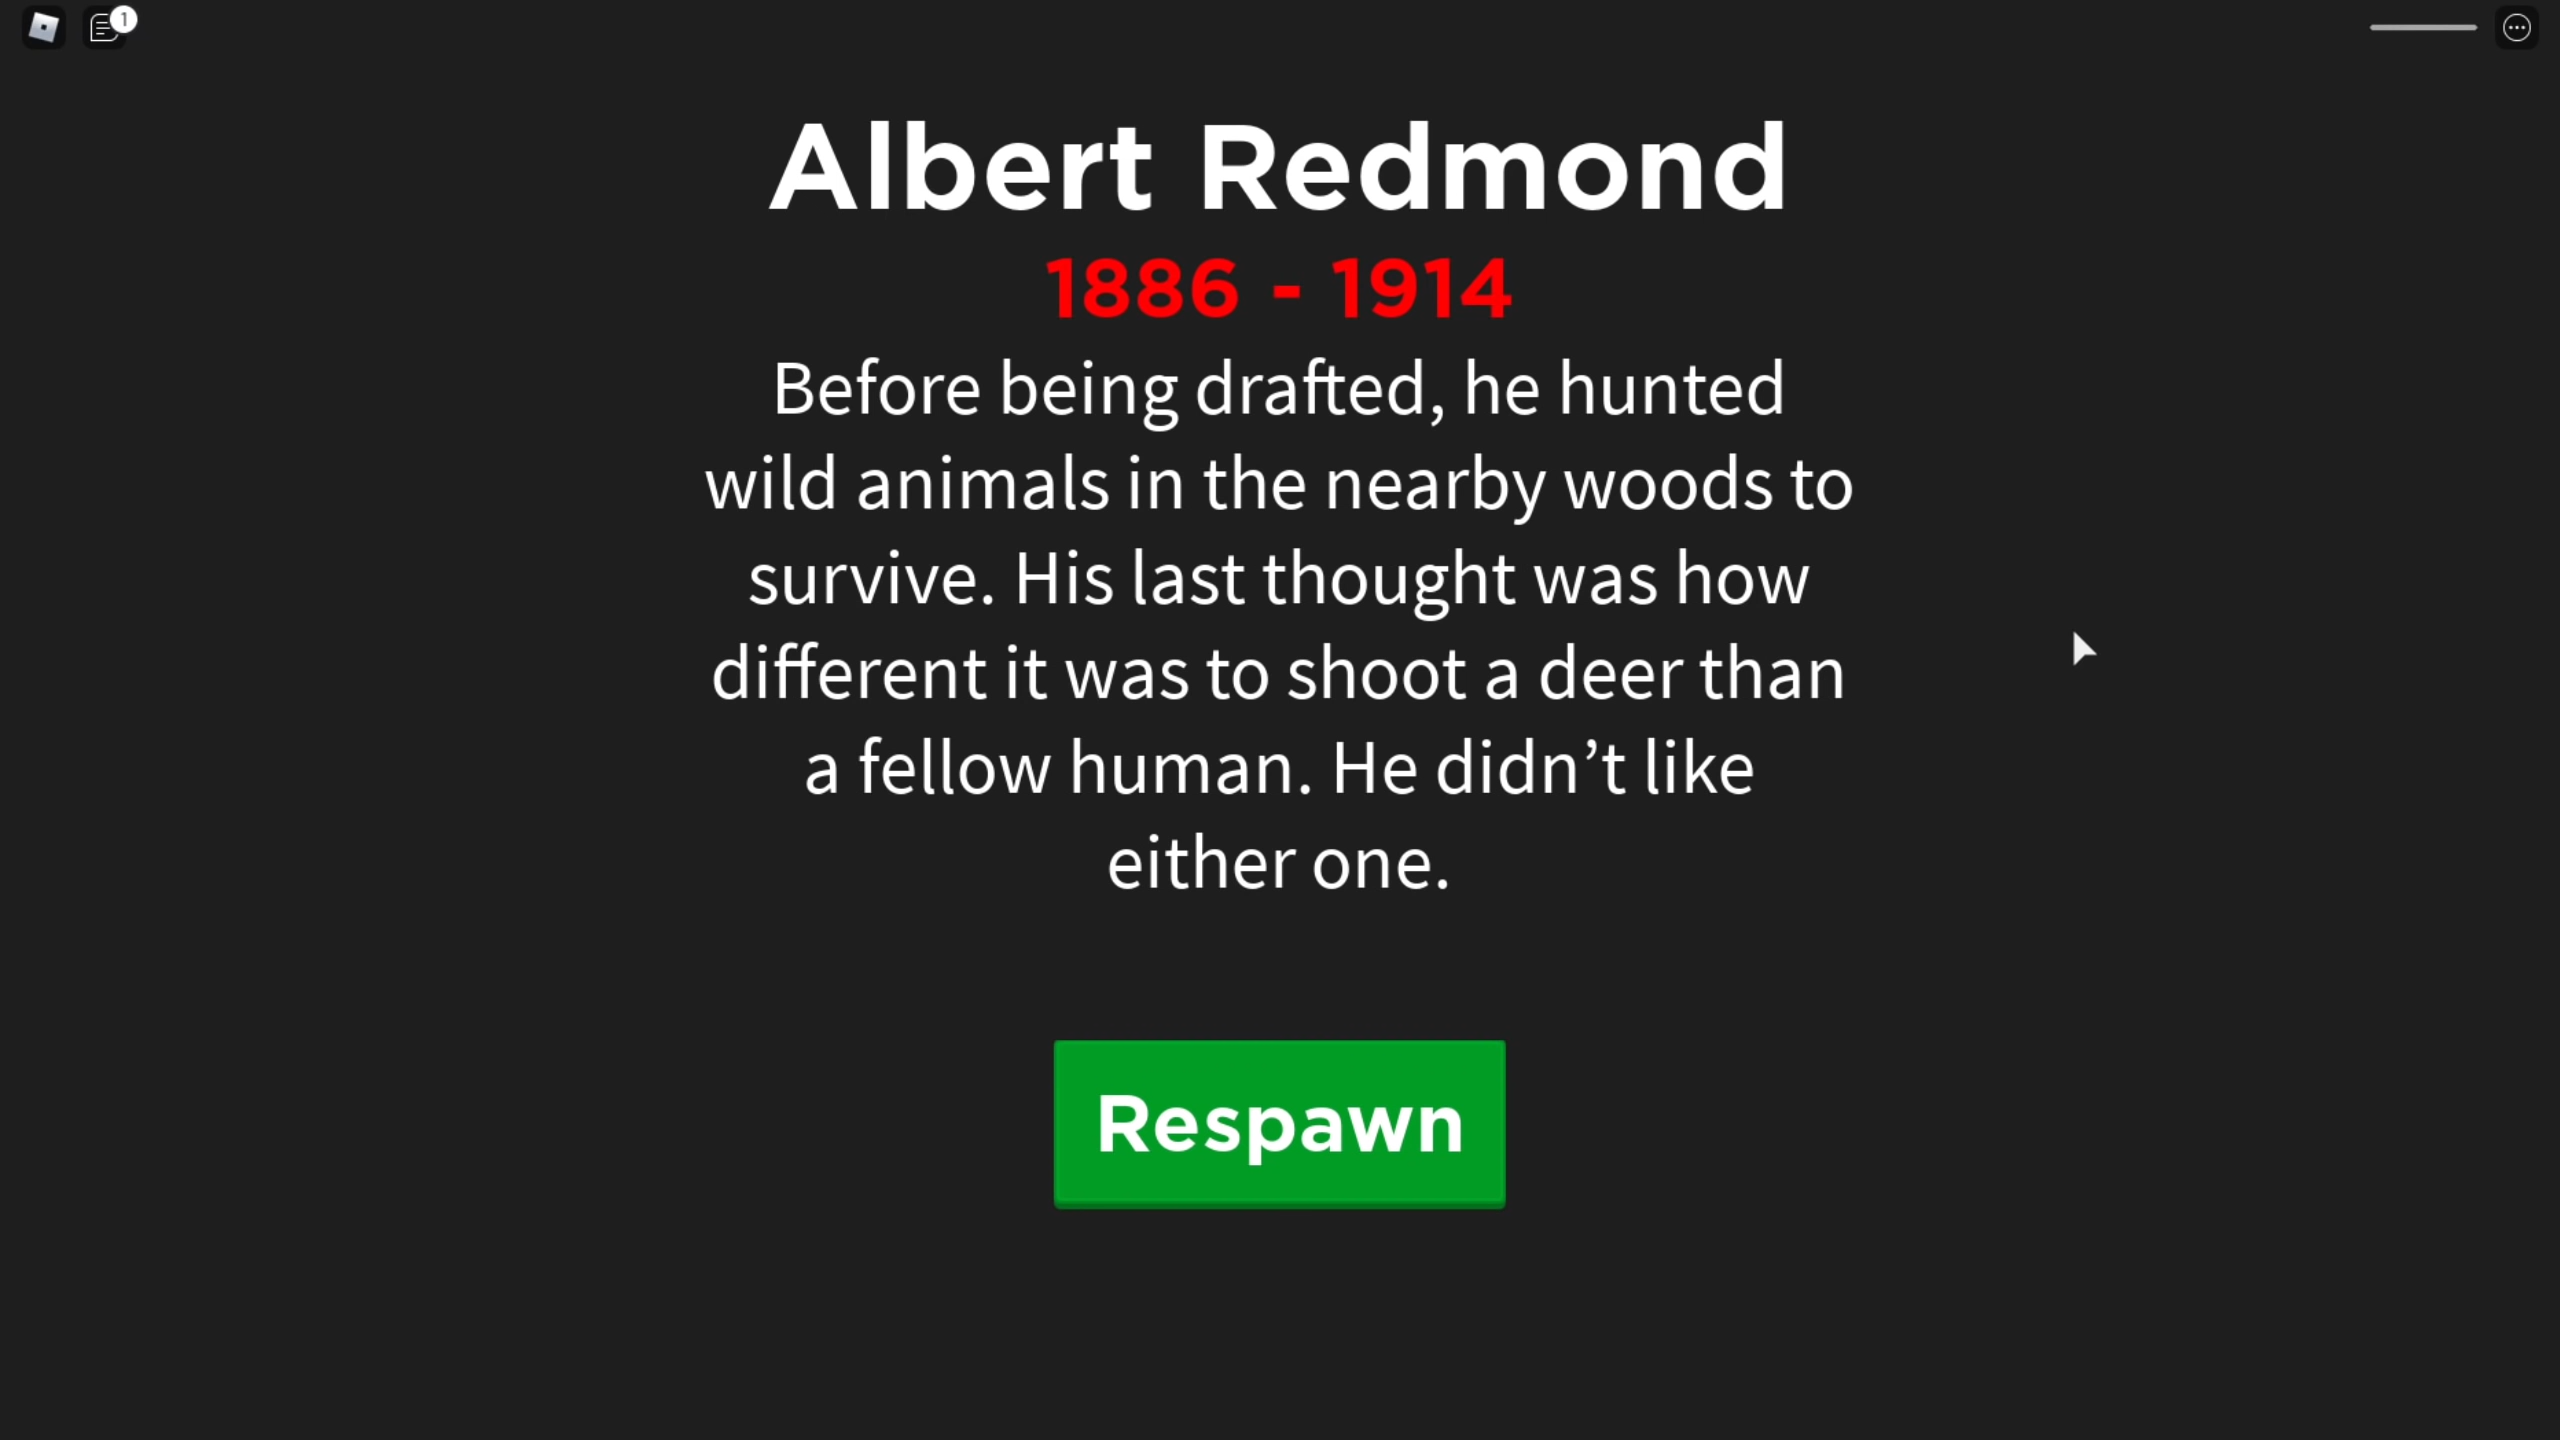 1
Albert Redmond
1886 - 1914
Before being drafted, he hunted
wild animals in the nearby woods to
survive. His last thought was how
different it was to shoot a deer than
a fellow human. He didn’t like
either one.
Respawn